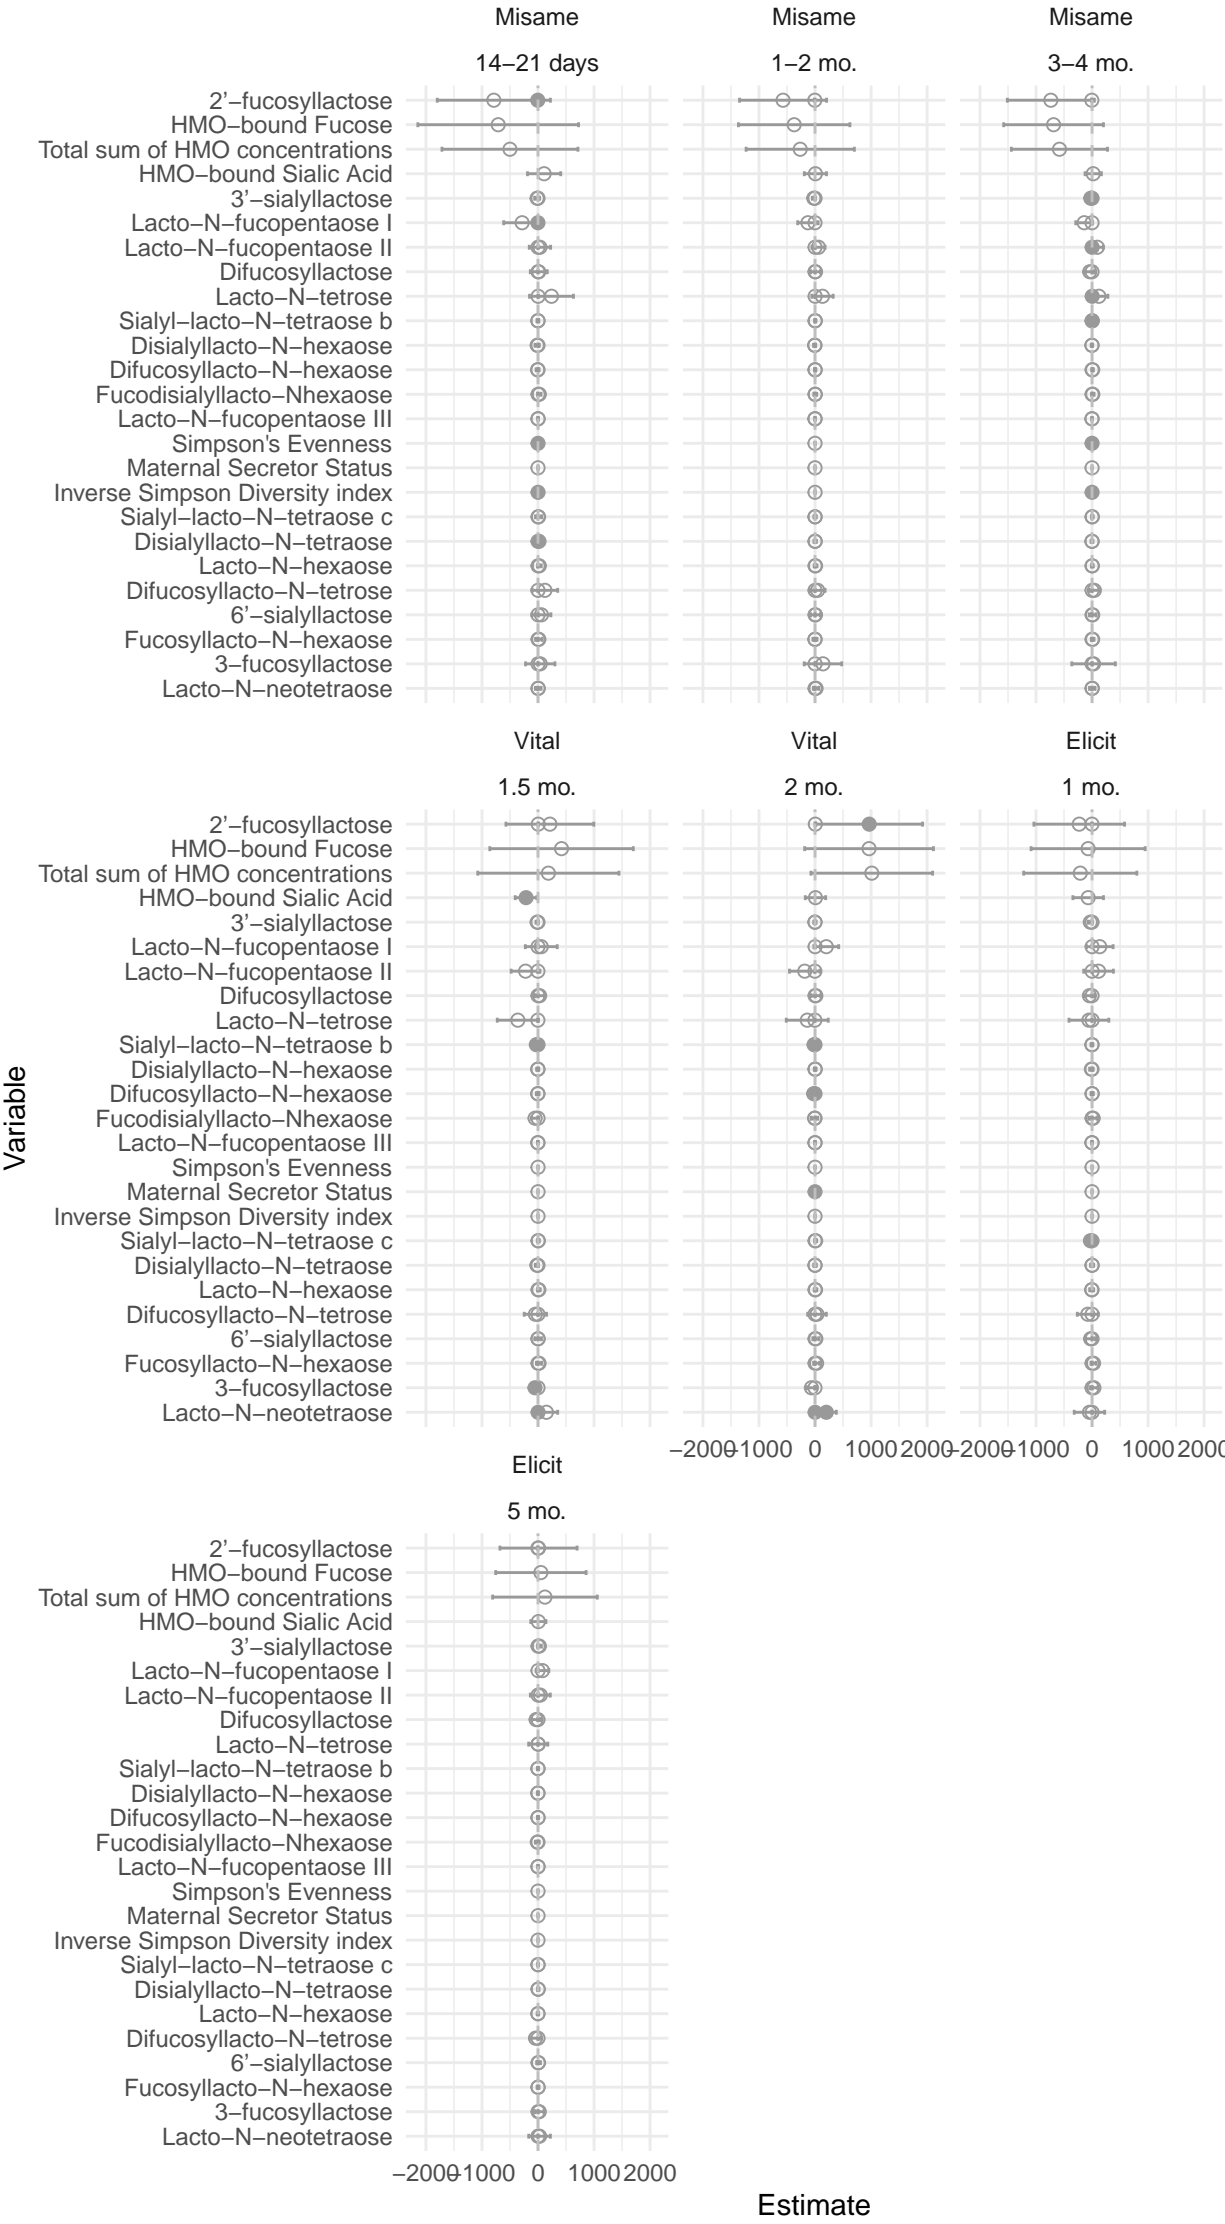 Misame
Misame
Misame
14−21 days
1−2 mo.
3−4 mo.
2’−fucosyllactose
HMO−bound Fucose
Total sum of HMO concentrations
HMO−bound Sialic Acid
3’−sialyllactose
Lacto−N−fucopentaose I
Lacto−N−fucopentaose II
Difucosyllactose
Lacto−N−tetrose
Sialyl−lacto−N−tetraose b
Disialyllacto−N−hexaose
Difucosyllacto−N−hexaose
Fucodisialyllacto−Nhexaose
Lacto−N−fucopentaose III
Simpson's Evenness
Maternal Secretor Status
Inverse Simpson Diversity index
Sialyl−lacto−N−tetraose c
Disialyllacto−N−tetraose
Lacto−N−hexaose
Difucosyllacto−N−tetrose
6’−sialyllactose
Fucosyllacto−N−hexaose
3−fucosyllactose
Lacto−N−neotetraose
Vital
Vital
Elicit
1.5 mo.
2 mo.
1 mo.
2’−fucosyllactose
HMO−bound Fucose
Total sum of HMO concentrations
HMO−bound Sialic Acid
3’−sialyllactose
Lacto−N−fucopentaose I
Lacto−N−fucopentaose II
Difucosyllactose
Lacto−N−tetrose
Sialyl−lacto−N−tetraose b
Disialyllacto−N−hexaose
Difucosyllacto−N−hexaose
Fucodisialyllacto−Nhexaose
Lacto−N−fucopentaose III
Simpson's Evenness
Maternal Secretor Status
Inverse Simpson Diversity index
Sialyl−lacto−N−tetraose c
Disialyllacto−N−tetraose
Lacto−N−hexaose
Difucosyllacto−N−tetrose
6’−sialyllactose
Fucosyllacto−N−hexaose
3−fucosyllactose
Lacto−N−neotetraose
Variable
−2000 −1000 0 1000 2000
−2000 −1000 0 1000 2000
Elicit
5 mo.
2’−fucosyllactose
HMO−bound Fucose
Total sum of HMO concentrations
HMO−bound Sialic Acid
3’−sialyllactose
Lacto−N−fucopentaose I
Lacto−N−fucopentaose II
Difucosyllactose
Lacto−N−tetrose
Sialyl−lacto−N−tetraose b
Disialyllacto−N−hexaose
Difucosyllacto−N−hexaose
Fucodisialyllacto−Nhexaose
Lacto−N−fucopentaose III
Simpson's Evenness
Maternal Secretor Status
Inverse Simpson Diversity index
Sialyl−lacto−N−tetraose c
Disialyllacto−N−tetraose
Lacto−N−hexaose
Difucosyllacto−N−tetrose
6’−sialyllactose
Fucosyllacto−N−hexaose
3−fucosyllactose
Lacto−N−neotetraose
−2000 −1000 0 1000 2000
Estimate